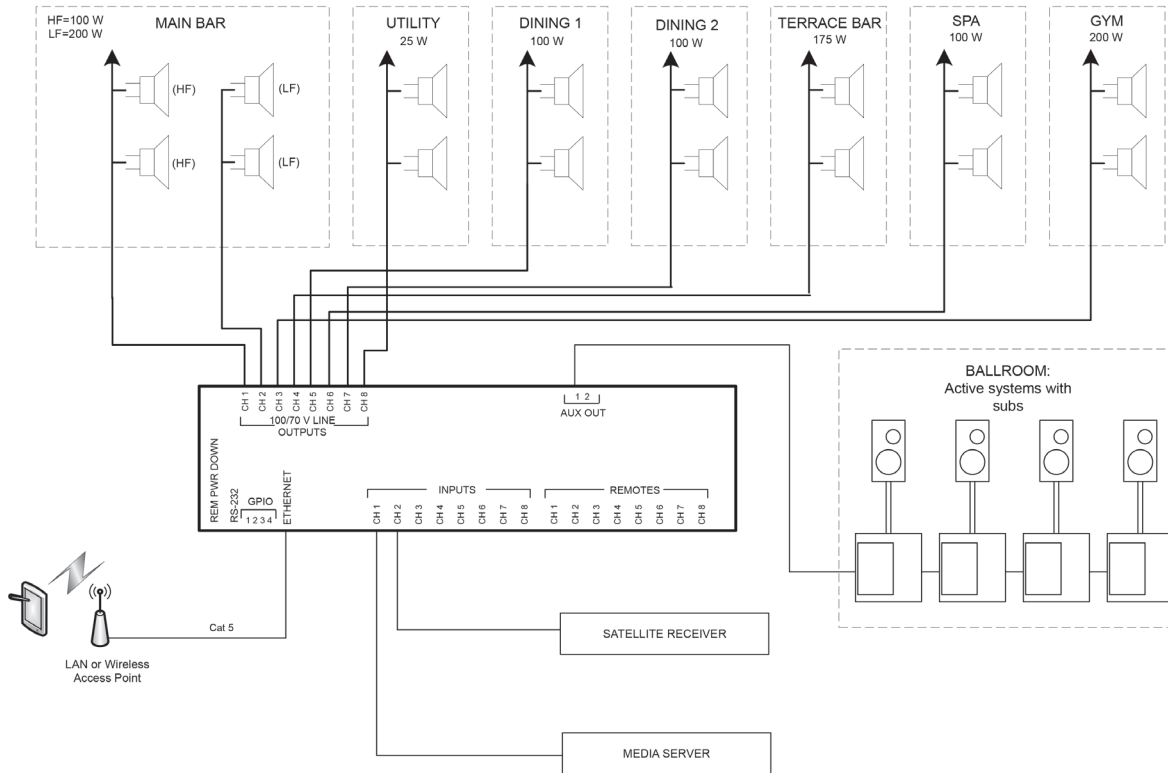 HF=100 W
LF=200 W
MAIN BAR
(HF)
(LF)
(HF)
(LF)
UTILITY
25 W
DINING 1
100 W
DINING 2
100 W
TERRACE BAR
175 W
SPA
100 W
GYM
200 W
CH 1
CH 2
CH 3
CH 4
CH 5
CH 6
CH 7
CH 8
100/70 V LINE
OUTPUTS
1 2
AUX OUT
REM PWR DOWN
RS-232
GPIO
1 2 3 4
ETHERNET
INPUTS
CH 1
CH 2
CH 3
CH 4
CH 5
CH 6
CH 7
CH 8
REMOTES
CH 1
CH 2
CH 3
CH 4
CH 5
CH 6
CH 7
CH 8
BALLROOM:
Active systems with
subs
Cat 5
LAN or Wireless
Access Point
SATELLITE RECEIVER
MEDIA SERVER